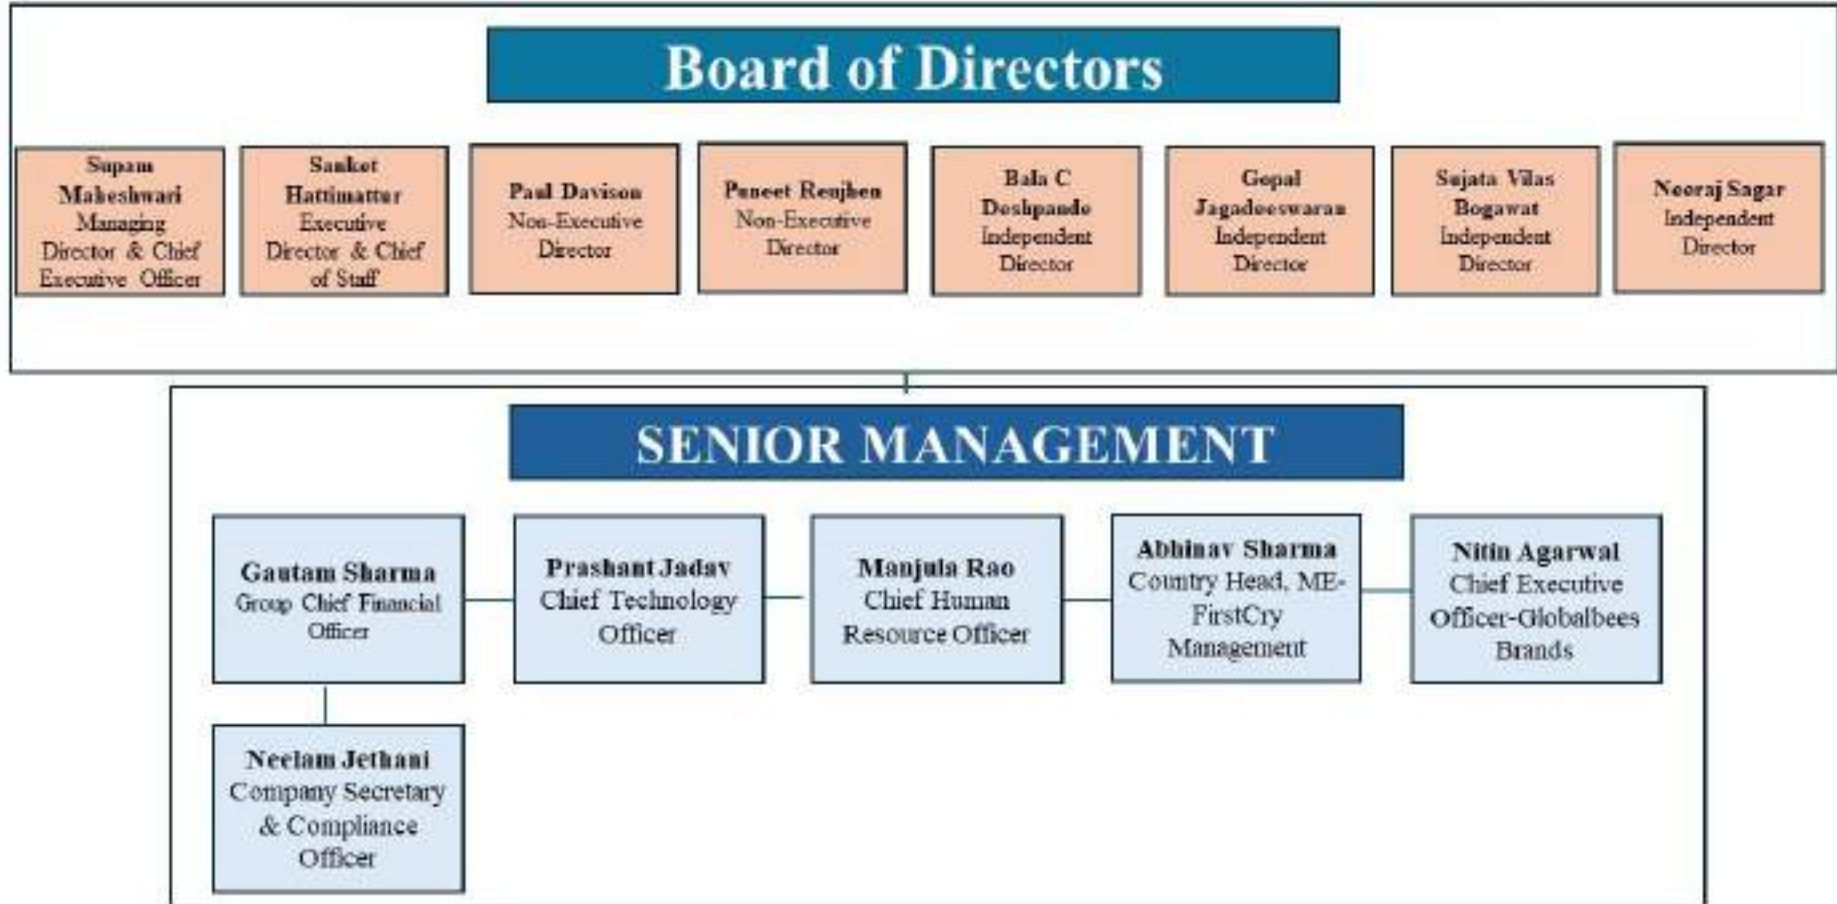 Board of Directors
Supam
Maheshwari
Managing
Director & Chief
Executive Officer
Sanket
Hattimattur
Executive
Director & Chief
of Staff
Paul Davison
Non-Executive
Director
Puneet Renjhen
Non-Executive
Director
Bala C
Deshpande
Independent
Director
Gopal
Jagadeeswaran
Independent
Director
Sujata Vilas
Bogawat
Independent
Director
Neeraj Sagar
Independent
Director
SENIOR MANAGEMENT
Gautam Sharma
Group Chief Financial
Officer
Prashant Jadav
Chief Technology
Officer
Manjula Rao
Chief Human
Resource Officer
Abhinav Sharma
Country Head, ME-
FirstCry
Management
Nitin Agarwal
Chief Executive
Officer-Globalbees
Brands
Neelam Jethani
Company Secretary
& Compliance
Officer